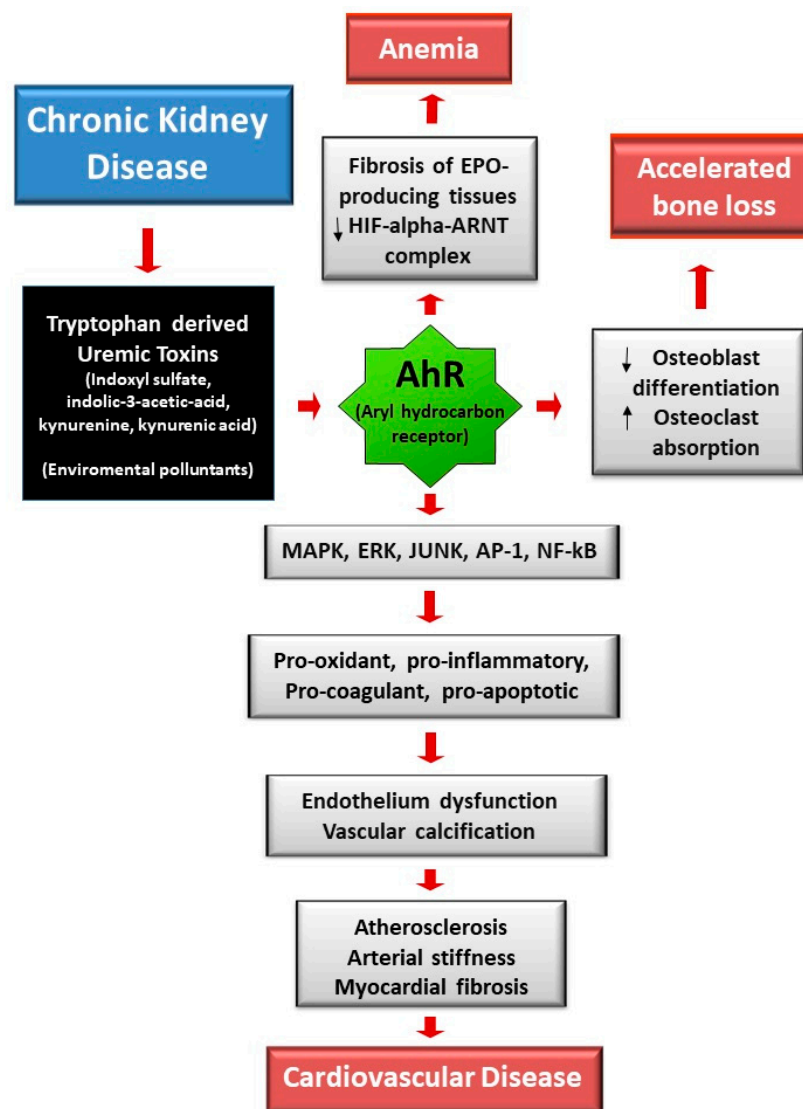 Anemia
Chronic Kidney
Disease
Fibrosis of EPO-
producing tissues
↓ HIF-alpha-ARNT
complex
Accelerated
bone loss
Tryptophan derived
Uremic Toxins
(Indoxyl sulfate,
indolic-3-acetic-acid,
kynurenine, kynurenic acid)
(Enviromental polluntants)
AhR
(Aryl hydrocarbon
receptor)
↓ Osteoblast
differentiation
↑ Osteoclast
absorption
MAPK, ERK, JUNK, AP-1, NF-kB
Pro-oxidant, pro-inflammatory,
Pro-coagulant, pro-apoptotic
Endothelium dysfunction
Vascular calcification
Atherosclerosis
Arterial stiffness
Myocardial fibrosis
Cardiovascular Disease